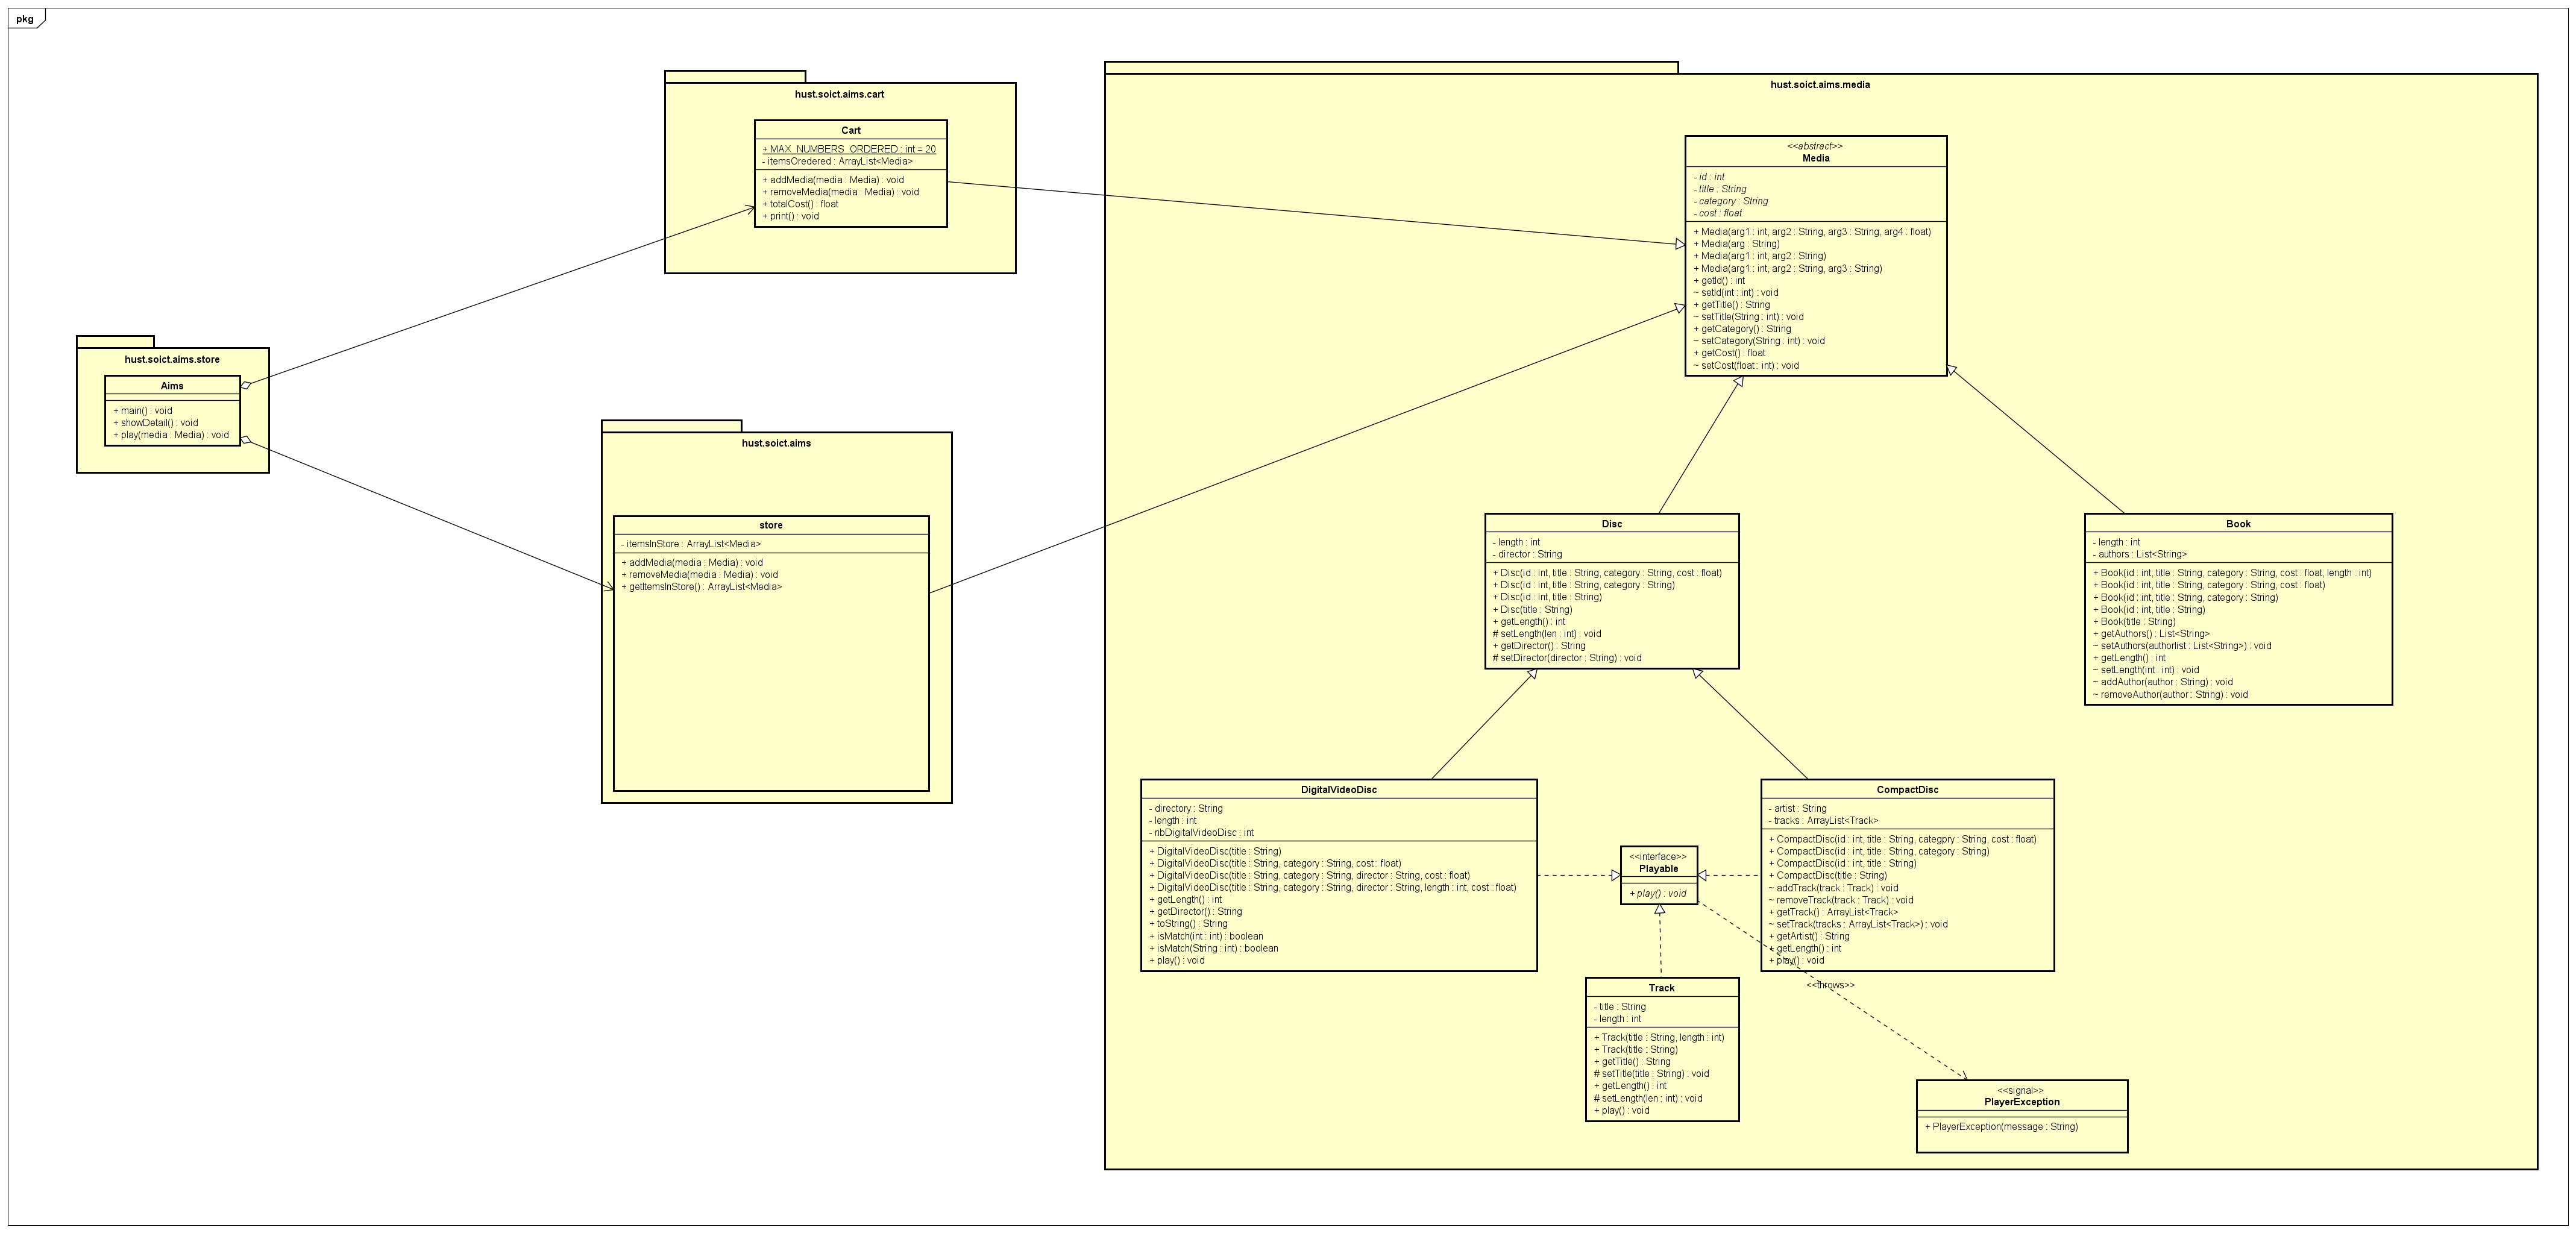 pkg
hust.soict.aims.cart
Cart
+ MAX_NUMBERS_ORDERED : int = 20
- itemsOredered : ArrayList<Media>
+ addMedia(media : Media) : void
+ removeMedia(media : Media) : void
+ totalCost() : float
+ print() : void
hust.soict.aims.store
Aims
+ main() : void
+ showDetail() : void
+ play(media : Media) : void
hust.soict.aims
store
- itemsInStore : ArrayList<Media>
+ addMedia(media : Media) : void
+ removeMedia(media : Media) : void
+ getItemsInStore() : ArrayList<Media>
hust.soict.aims.media
<<abstract>>
Media
- id : int
- title : String
- category : String
- cost : float
+ Media(arg1 : int, arg2 : String, arg3 : String, arg4 : float)
+ Media(arg : String)
+ Media(arg1 : int, arg2 : String)
+ Media(arg1 : int, arg2 : String, arg3 : String)
+ getId() : int
~ setId(int : int) : void
+ getTitle() : String
~ setTitle(String : int) : void
+ getCategory() : String
~ setCategory(String : int) : void
+ getCost() : float
~ setCost(float : int) : void
Disc
- length : int
- director : String
+ Disc(id : int, title : String, category : String, cost : float)
+ Disc(id : int, title : String, category : String)
+ Disc(id : int, title : String)
+ Disc(title : String)
+ getLength() : int
# setLength(len : int) : void
+ getDirector() : String
# setDirector(director : String) : void
Book
- length : int
- authors : List<String>
+ Book(id : int, title : String, category : String, cost : float, length : int)
+ Book(id : int, title : String, category : String, cost : float)
+ Book(id : int, title : String, category : String)
+ Book(id : int, title : String)
+ Book(title : String)
+ getAuthors() : List<String>
~ setAuthors(authorlist : List<String>) : void
+ getLength() : int
~ setLength(int : int) : void
~ addAuthor(author : String) : void
~ removeAuthor(author : String) : void
DigitalVideoDisc
- directory : String
- length : int
- nbDigitalVideoDisc : int
+ DigitalVideoDisc(title : String)
+ DigitalVideoDisc(title : String, category : String, cost : float)
+ DigitalVideoDisc(title : String, category : String, director : String, cost : float)
+ DigitalVideoDisc(title : String, category : String, director : String, length : int, cost : float)
+ getLength() : int
+ getDirector() : String
+ toString() : String
+ isMatch(int : int) : boolean
+ isMatch(String : int) : boolean
+ play() : void
<<interface>>
Playable
+ play() : void
CompactDisc
- artist : String
- tracks : ArrayList<Track>
+ CompactDisc(id : int, title : String, categpry : String, cost : float)
+ CompactDisc(id : int, title : String, category : String)
+ CompactDisc(id : int, title : String)
+ CompactDisc(title : String)
~ addTrack(track : Track) : void
~ removeTrack(track : Track) : void
+ getTrack() : ArrayList<Track>
~ setTrack(tracks : ArrayList<Track>) : void
+ getArtist() : String
+ getLength() : int
+ play() : void
<<throws>>
Track
- title : String
- length : int
+ Track(title : String, length : int)
+ Track(title : String)
+ getTitle() : String
# setTitle(title : String) : void
+ getLength() : int
# setLength(len : int) : void
+ play() : void
<<signal>>
PlayerException
+ PlayerException(message : String)